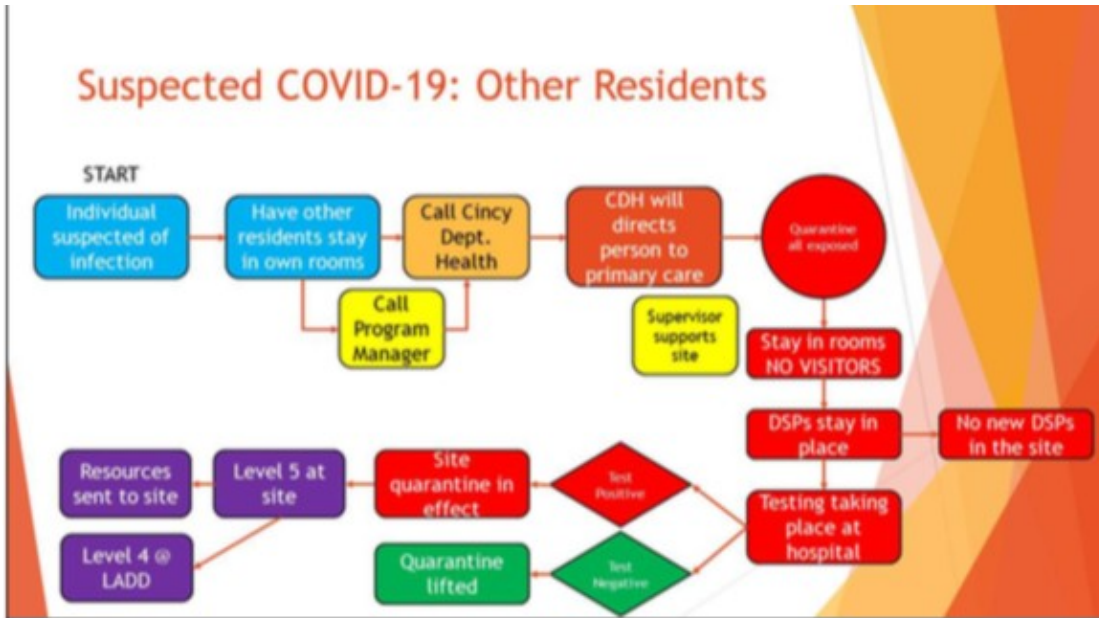 Suspected COVID-19: Other Residents
START
Individual
suspected of
infection
Have other
residents stay
in own rooms
Call Cincy
Dept.
Health
CDH will
directs
person to
primary care
Quarantine
all exposed
Call
Program
Manager
Supervisor
supports
site
Stay in rooms
NO VISITORS
DSPs stay in
place
No new DSPs
in the site
Testing taking
place at
hospital
Test
Positive
Site
quarantine in
effect
Level 5 at
site
Resources
sent to site
Level 4 @
LADD
Test
Negative
Quarantine
lifted